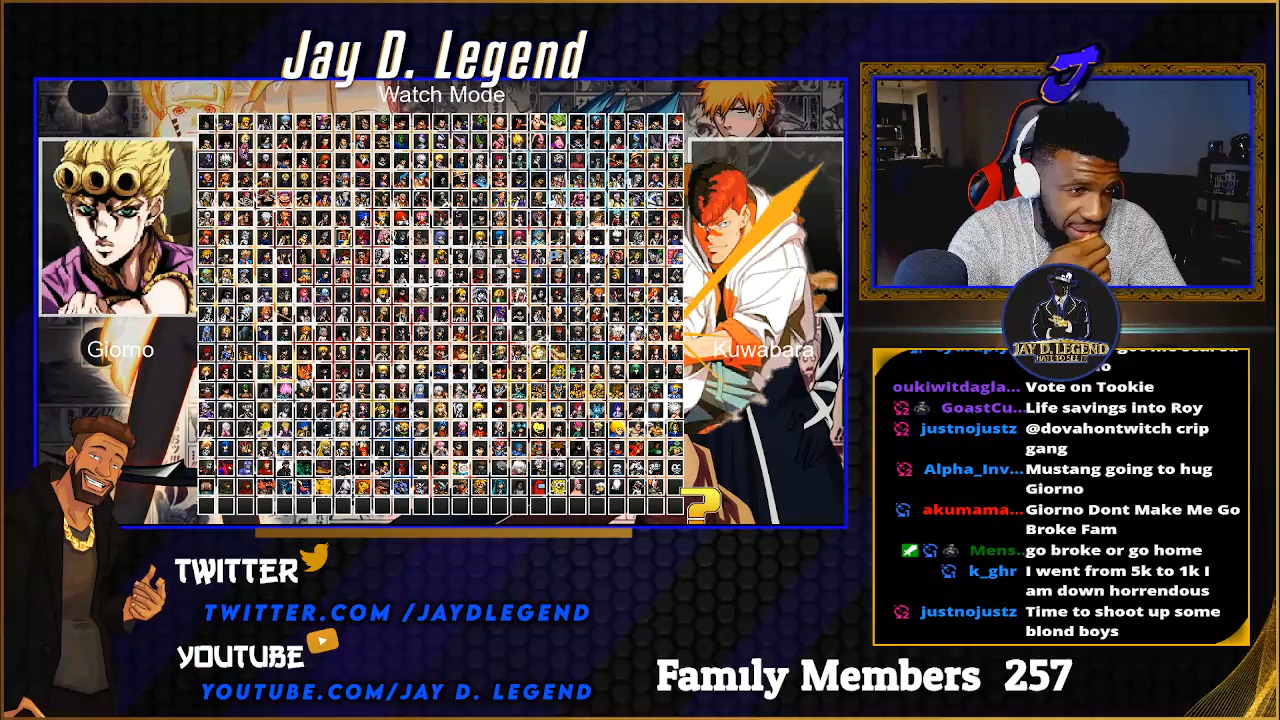 Jay D. Legend
Watch Mode
Giorno
Kuwabara
?
J
JAY D. LEGEND
oukiwitdagla... Vote on Tookie
GoastCu... Life savings into Roy
justnojustz @dovahontwitch crip
gang
Alpha_Inv... Mustang going to hug
Giorno
akumama... Giorno Dont Make Me Go
Broke Fam
Mens.. go broke or go home
k_ghr I went from 5k to 1k I
am down horrendous
justnojustz Time to shoot up some
blond boys
TWITTER
TWITTER.COM /JAYDLEGEND
YOUTUBE
YOUTUBE.COM/JAY D. LEGEND
Family Members 257